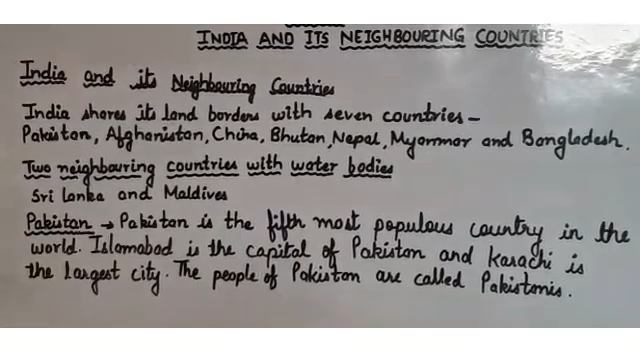 INDIA AND ITS NEIGHBOURING COUNTRIES
India and its Neighbouring Countries
India shares its land borders with seven countries –
Pakistan, Afghanistan, China, Bhutan, Nepal, Myanmar and Bangladesh.
Two neighbouring countries with water bodies
Sri Lanka and Maldives
Pakistan → Pakistan is the fifth most populous country in the
world. Islamabad is the capital of Pakistan and Karachi is
the largest city. The people of Pakistan are called Pakistanis.